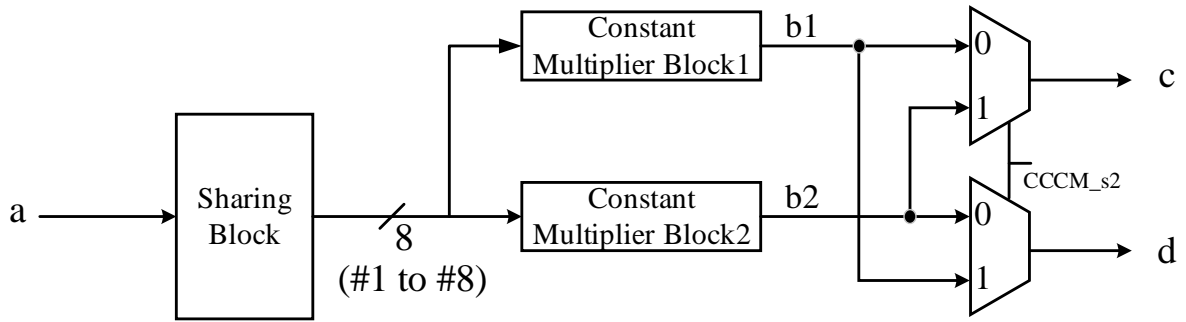 Constant
Multiplier Block1
b1
0
1
c
a
Sharing
Block
8
(#1 to #8)
Constant
Multiplier Block2
b2
CCCM_s2
0
1
d